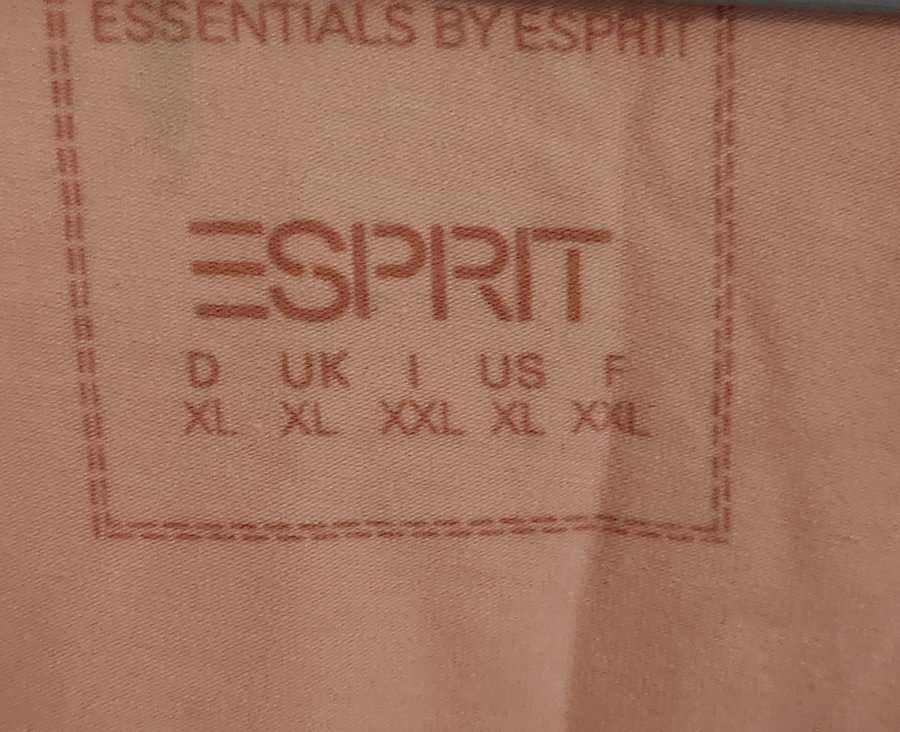 ESSENTIALS BY ESPRIT
ESPRIT
D UK I US F
XL XL XXL XL XXL